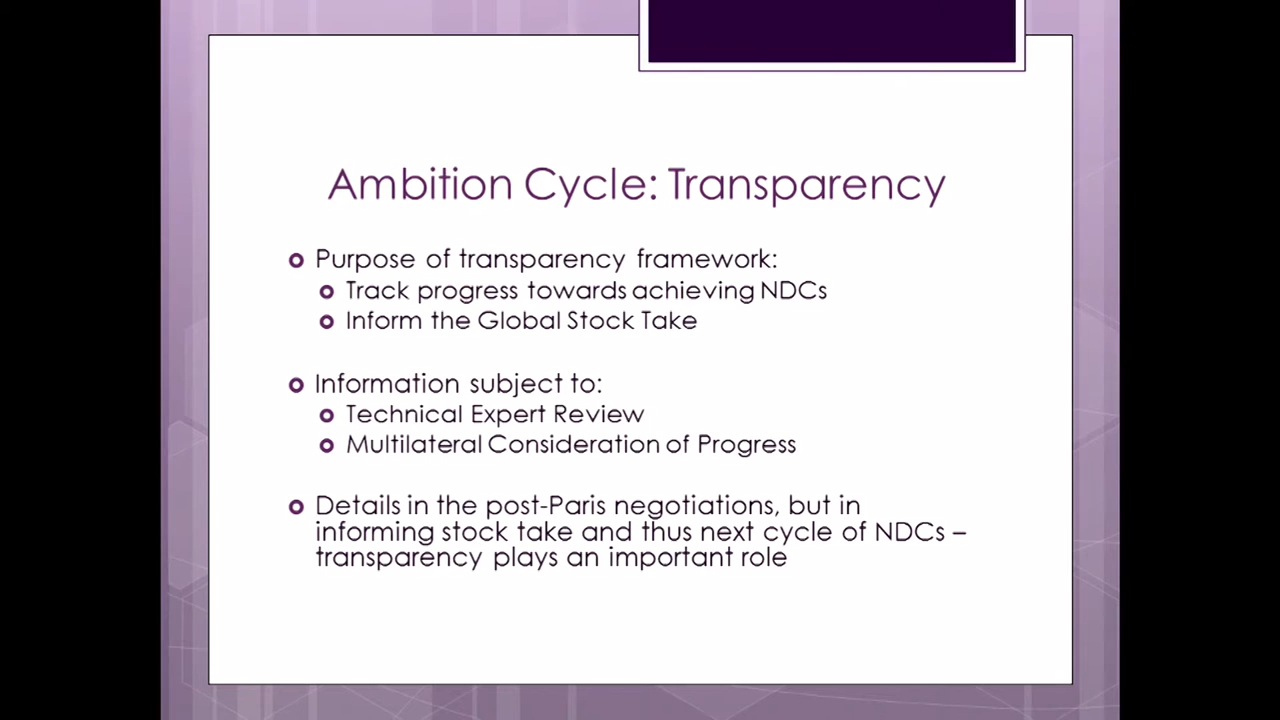 Ambition Cycle: Transparency
Purpose of transparency framework:
Track progress towards achieving NDCs
Inform the Global Stock Take
Information subject to:
Technical Expert Review
Multilateral Consideration of Progress
Details in the post-Paris negotiations, but in
informing stock take and thus next cycle of NDCs –
transparency plays an important role